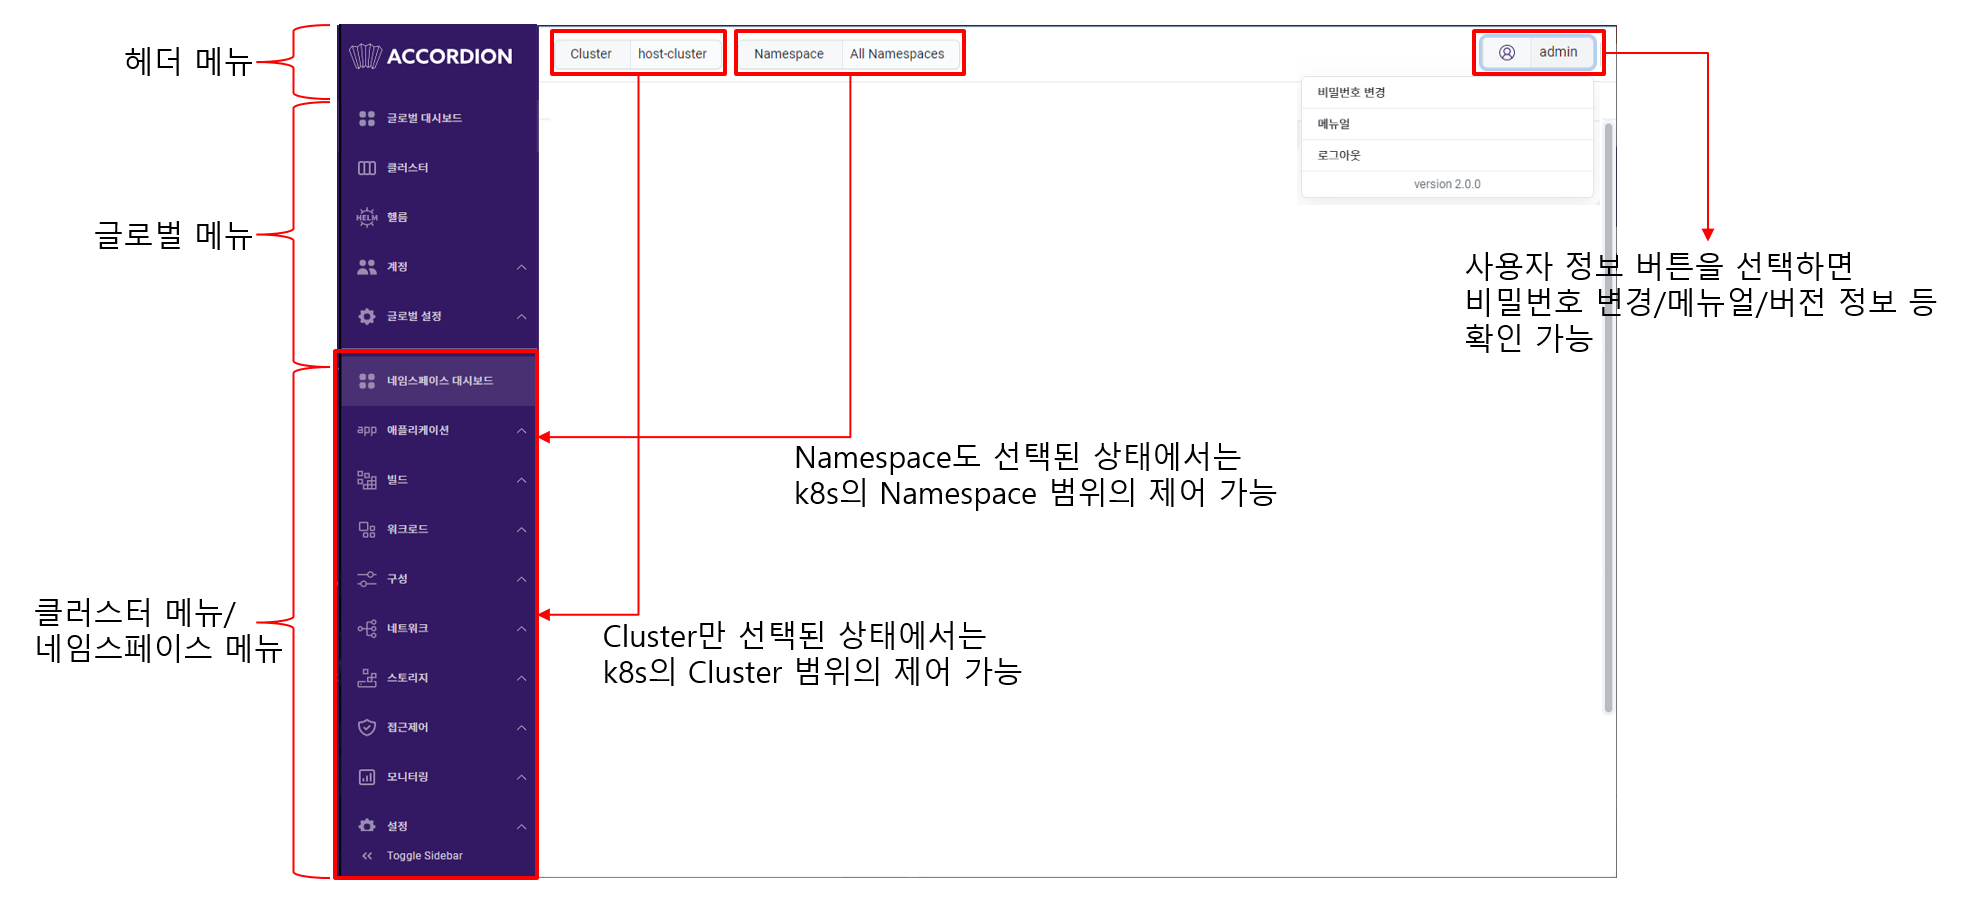 헤더 메뉴
ACCORDION
Cluster host-cluster
Namespace All Namespaces
admin
비밀번호 변경
메뉴얼
로그아웃
version 2.0.0
사용자 정보 버튼을 선택하면
비밀번호 변경/메뉴얼/버전 정보 등
확인 가능
글로벌 메뉴
글로벌 대시보드
클러스터
HELM 헬름
계정
글로벌 설정
클러스터 메뉴/
네임스페이스 메뉴
네임스페이스 대시보드
app 애플리케이션
빌드
워크로드
구성
네트워크
스토리지
접근제어
모니터링
설정
Toggle Sidebar
Namespace도 선택된 상태에서는
k8s의 Namespace 범위의 제어 가능
Cluster만 선택된 상태에서는
k8s의 Cluster 범위의 제어 가능